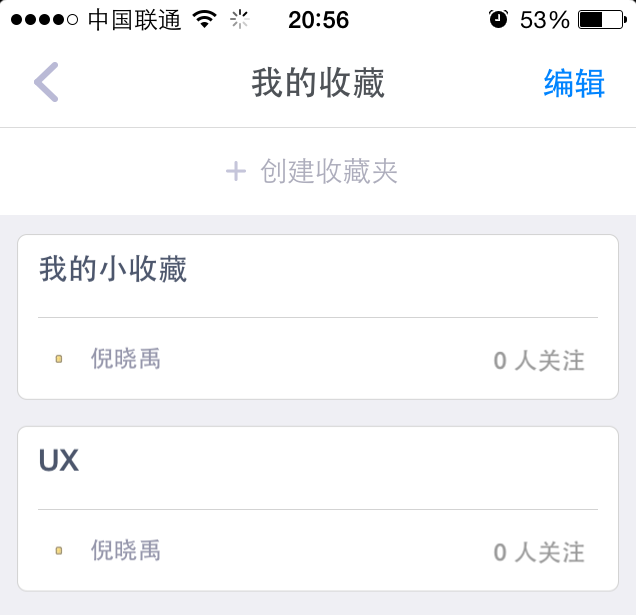 中国联通 20:56 53%
我的收藏 编辑
+ 创建收藏夹
我的小收藏
倪晓禹 0 人关注
UX
倪晓禹 0 人关注